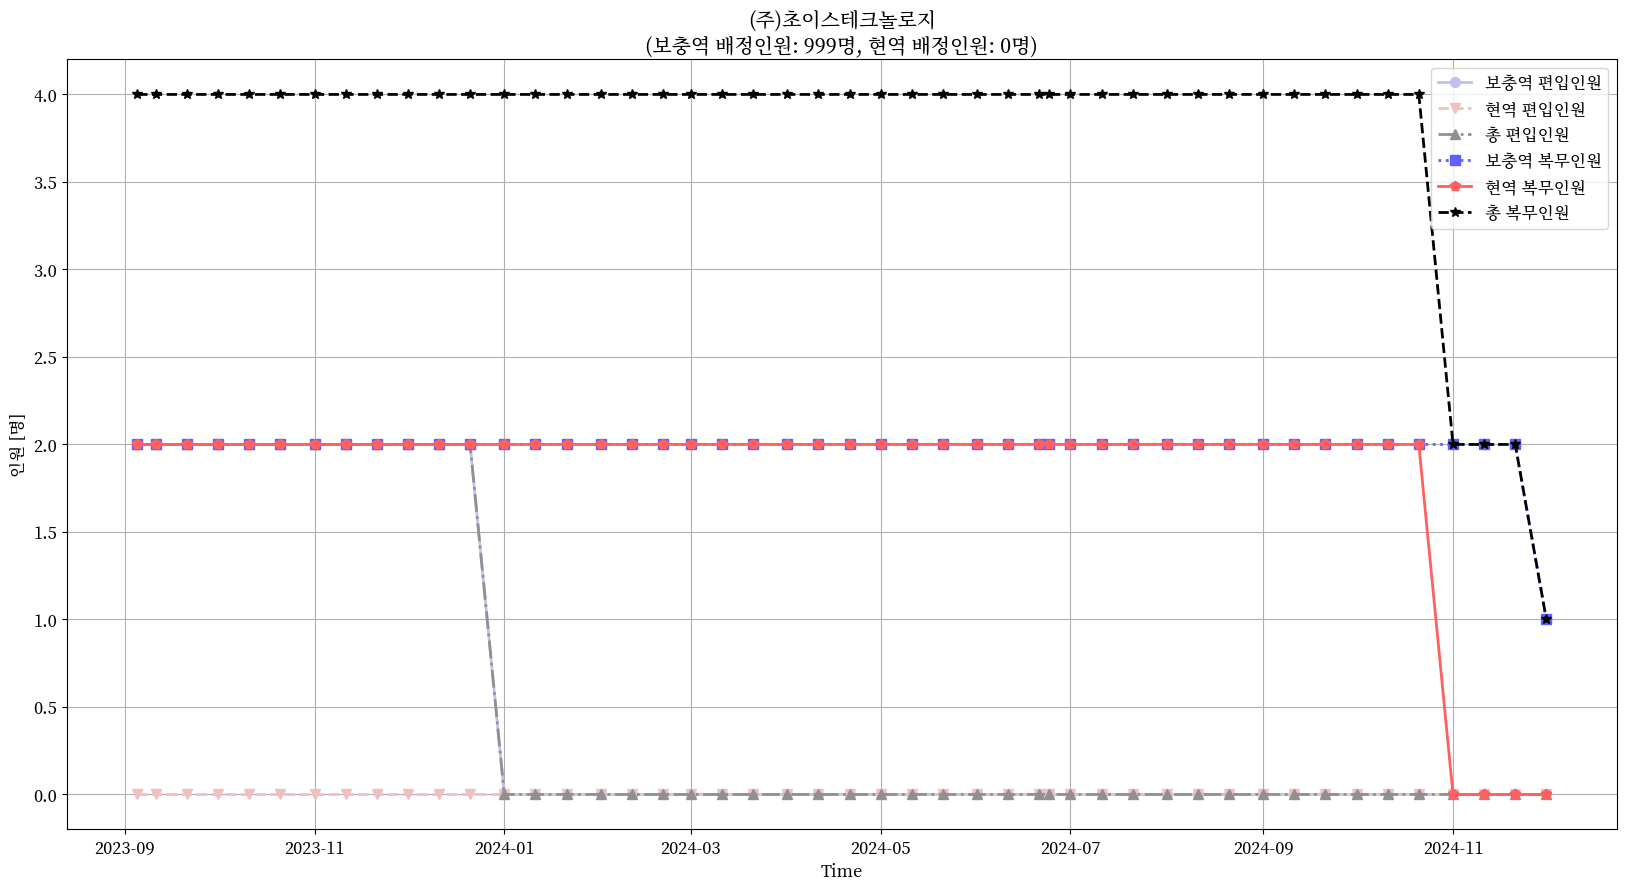 (주)초이스테크놀로지
(보충역 배정인원: 999명, 현역 배정인원: 0명)
보충역 편입인원
현역 편입인원
총 편입인원
보충역 복무인원
현역 복무인원
총 복무인원
인원 [명]
4.0
3.5
3.0
2.5
2.0
1.5
1.0
0.5
0.0
2023-09
2023-11
2024-01
2024-03
2024-05
2024-07
2024-09
2024-11
Time